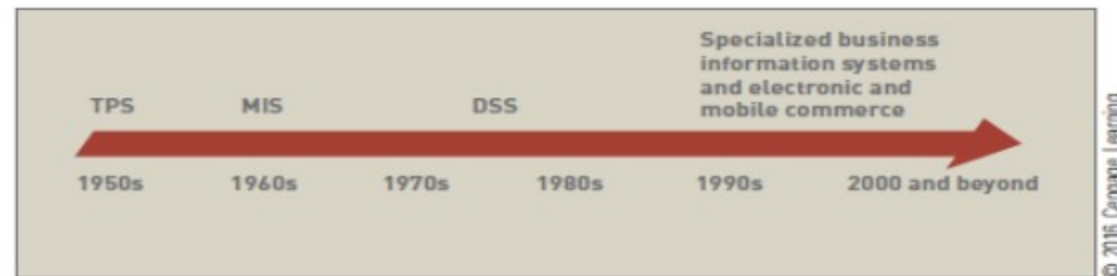 Specialized business
information systems
and electronic and
mobile commerce
TPS MIS DSS
1950s 1960s 1970s 1980s 1990s 2000 and beyond
© 2016 Cengage Learning